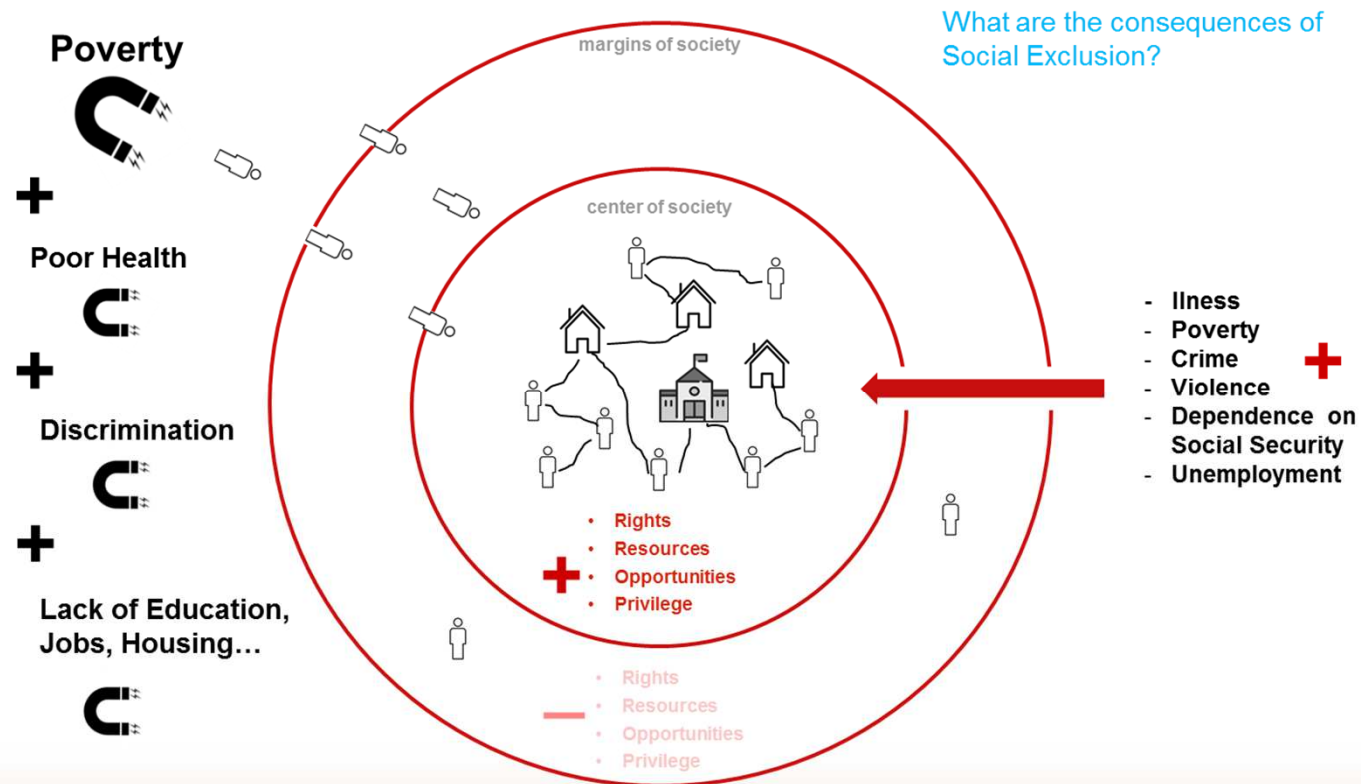 What are the consequences of
Social Exclusion?
Poverty
Poor Health
Discrimination
Lack of Education,
Jobs, Housing…
margins of society
center of society
• Rights
• Resources
• Opportunities
• Privilege
• Rights
• Resources
• Opportunities
• Privilege
- Ilness
- Poverty
- Crime
- Violence
- Dependence on
Social Security
- Unemployment